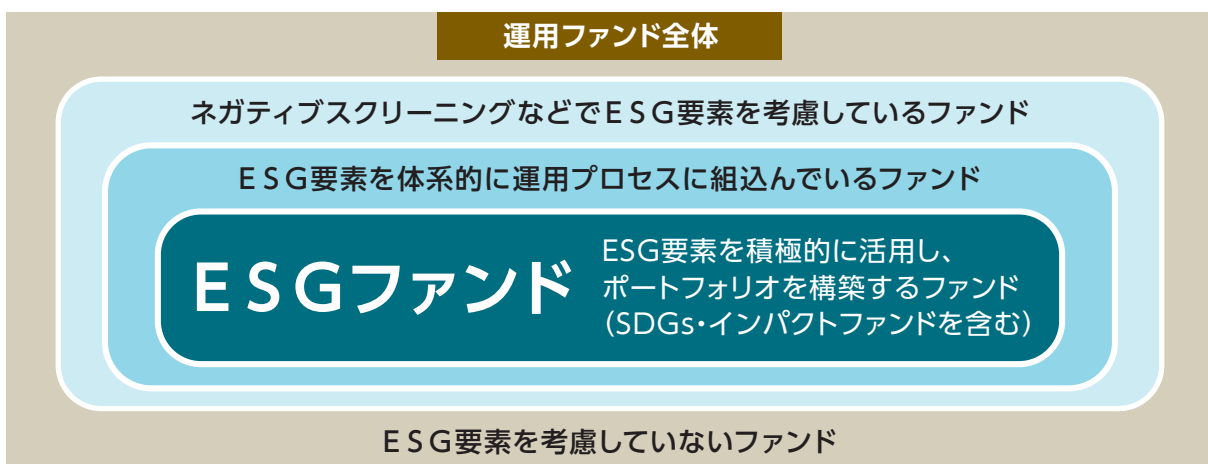 運用ファンド全体
ネガティブスクリーニングなどでESG要素を考慮しているファンド
ESG要素を体系的に運用プロセスに組込んでいるファンド
ESGファンド
ESG要素を積極的に活用し、
ポートフォリオを構築するファンド
(SDGs・インパクトファンドを含む)
ESG要素を考慮していないファンド